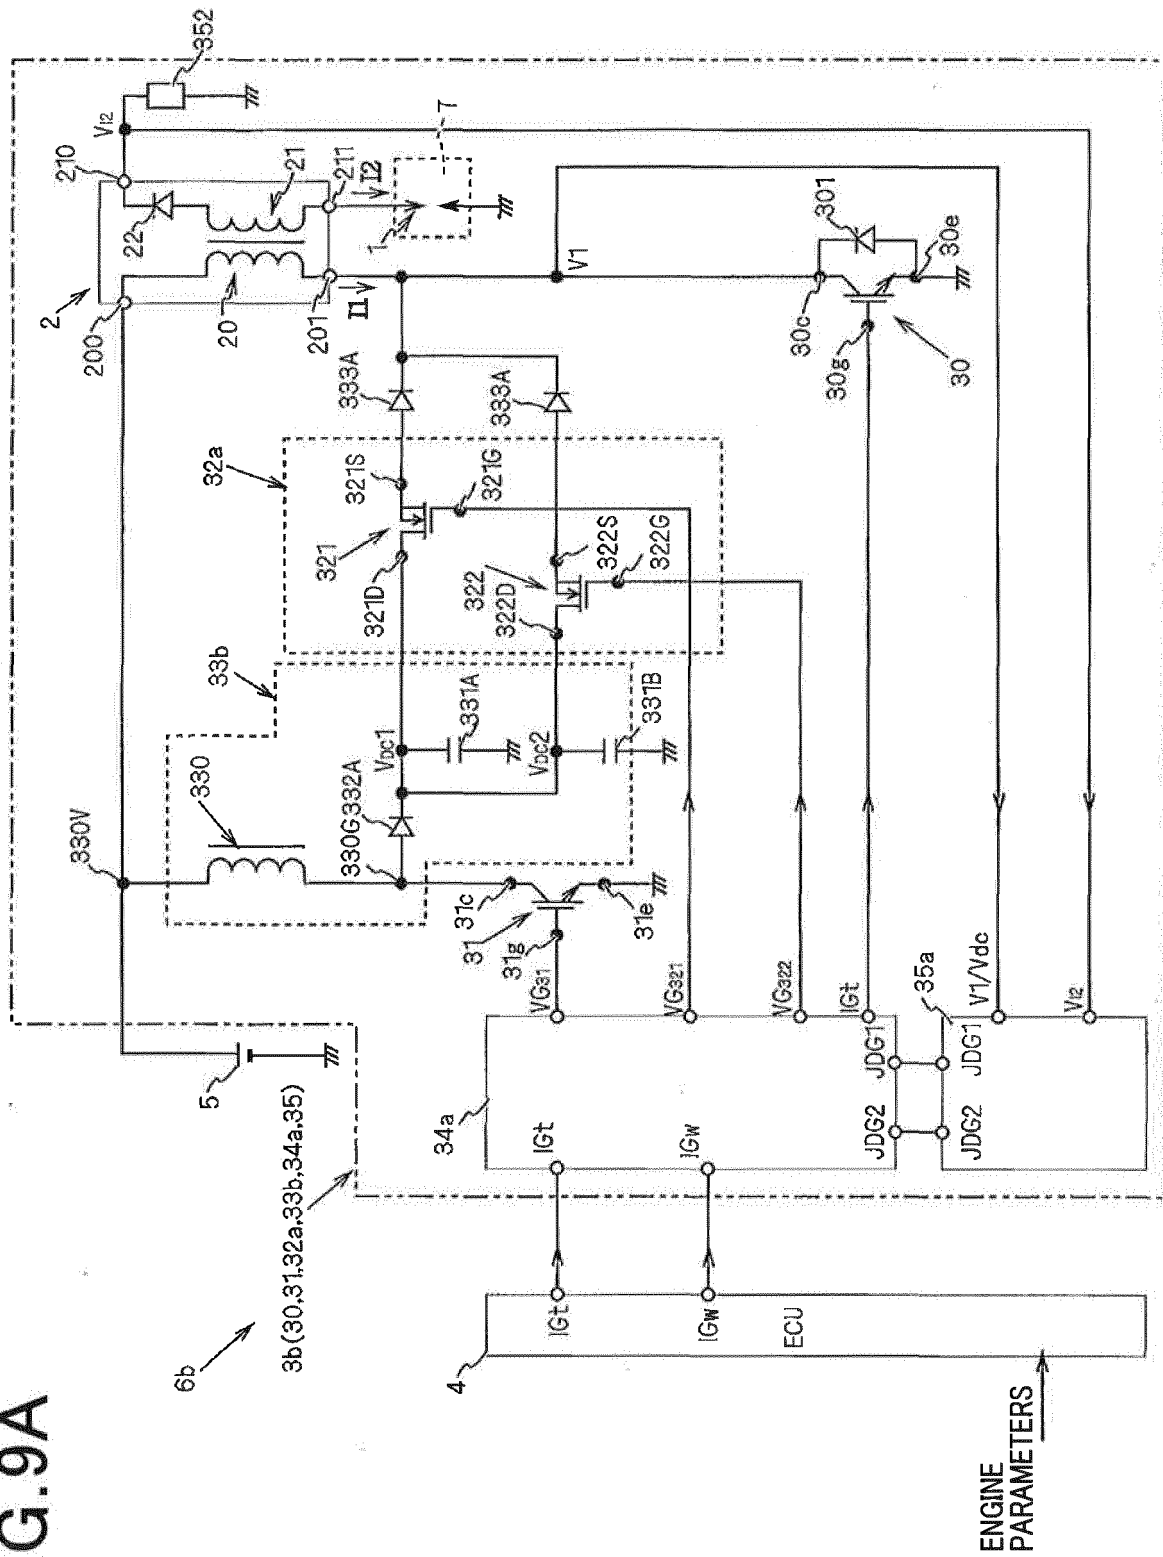 G.9A
6b
3b(30,31,32a,33b,34a,35)
5
330V
330
33b
32a
2
200
20
22
21
210
VI2
352
201
I1
211
I2
1
7
330G
332A
VDC1
331A
VDC2
331B
321D
321
321S
321G
333A
333A
322D
322
322S
322G
V1
31c
31
31g
31e
30c
301
30e
30g
30
VG31
VG321
VG322
IGt
34a
IGt
IGw
JDG2
JDG1
35a
JDG2
JDG1
V1/Vdc
VI2
4
IGt
IGw
ECU
ENGINE
PARAMETERS